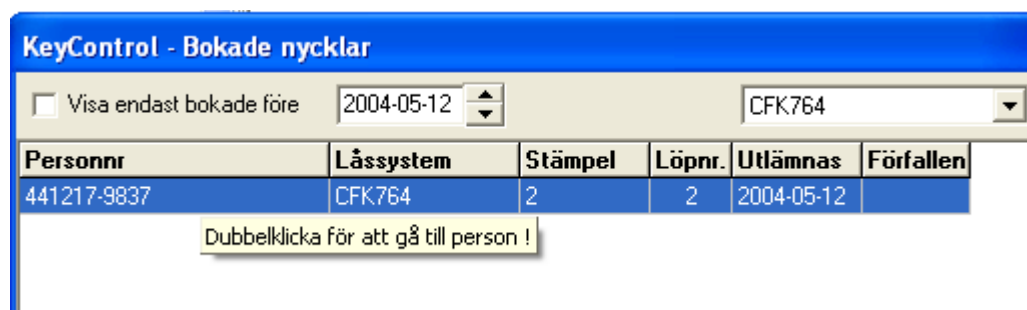 KeyControl - Bokade nycklar
Visa endast bokade före 2004-05-12 CFK764
Personnr Låssystem Stämpel Löpnr. Utlämnas Förfallen
441217-9837 CFK764 2 2 2004-05-12
Dubbelklicka för att gå till person !